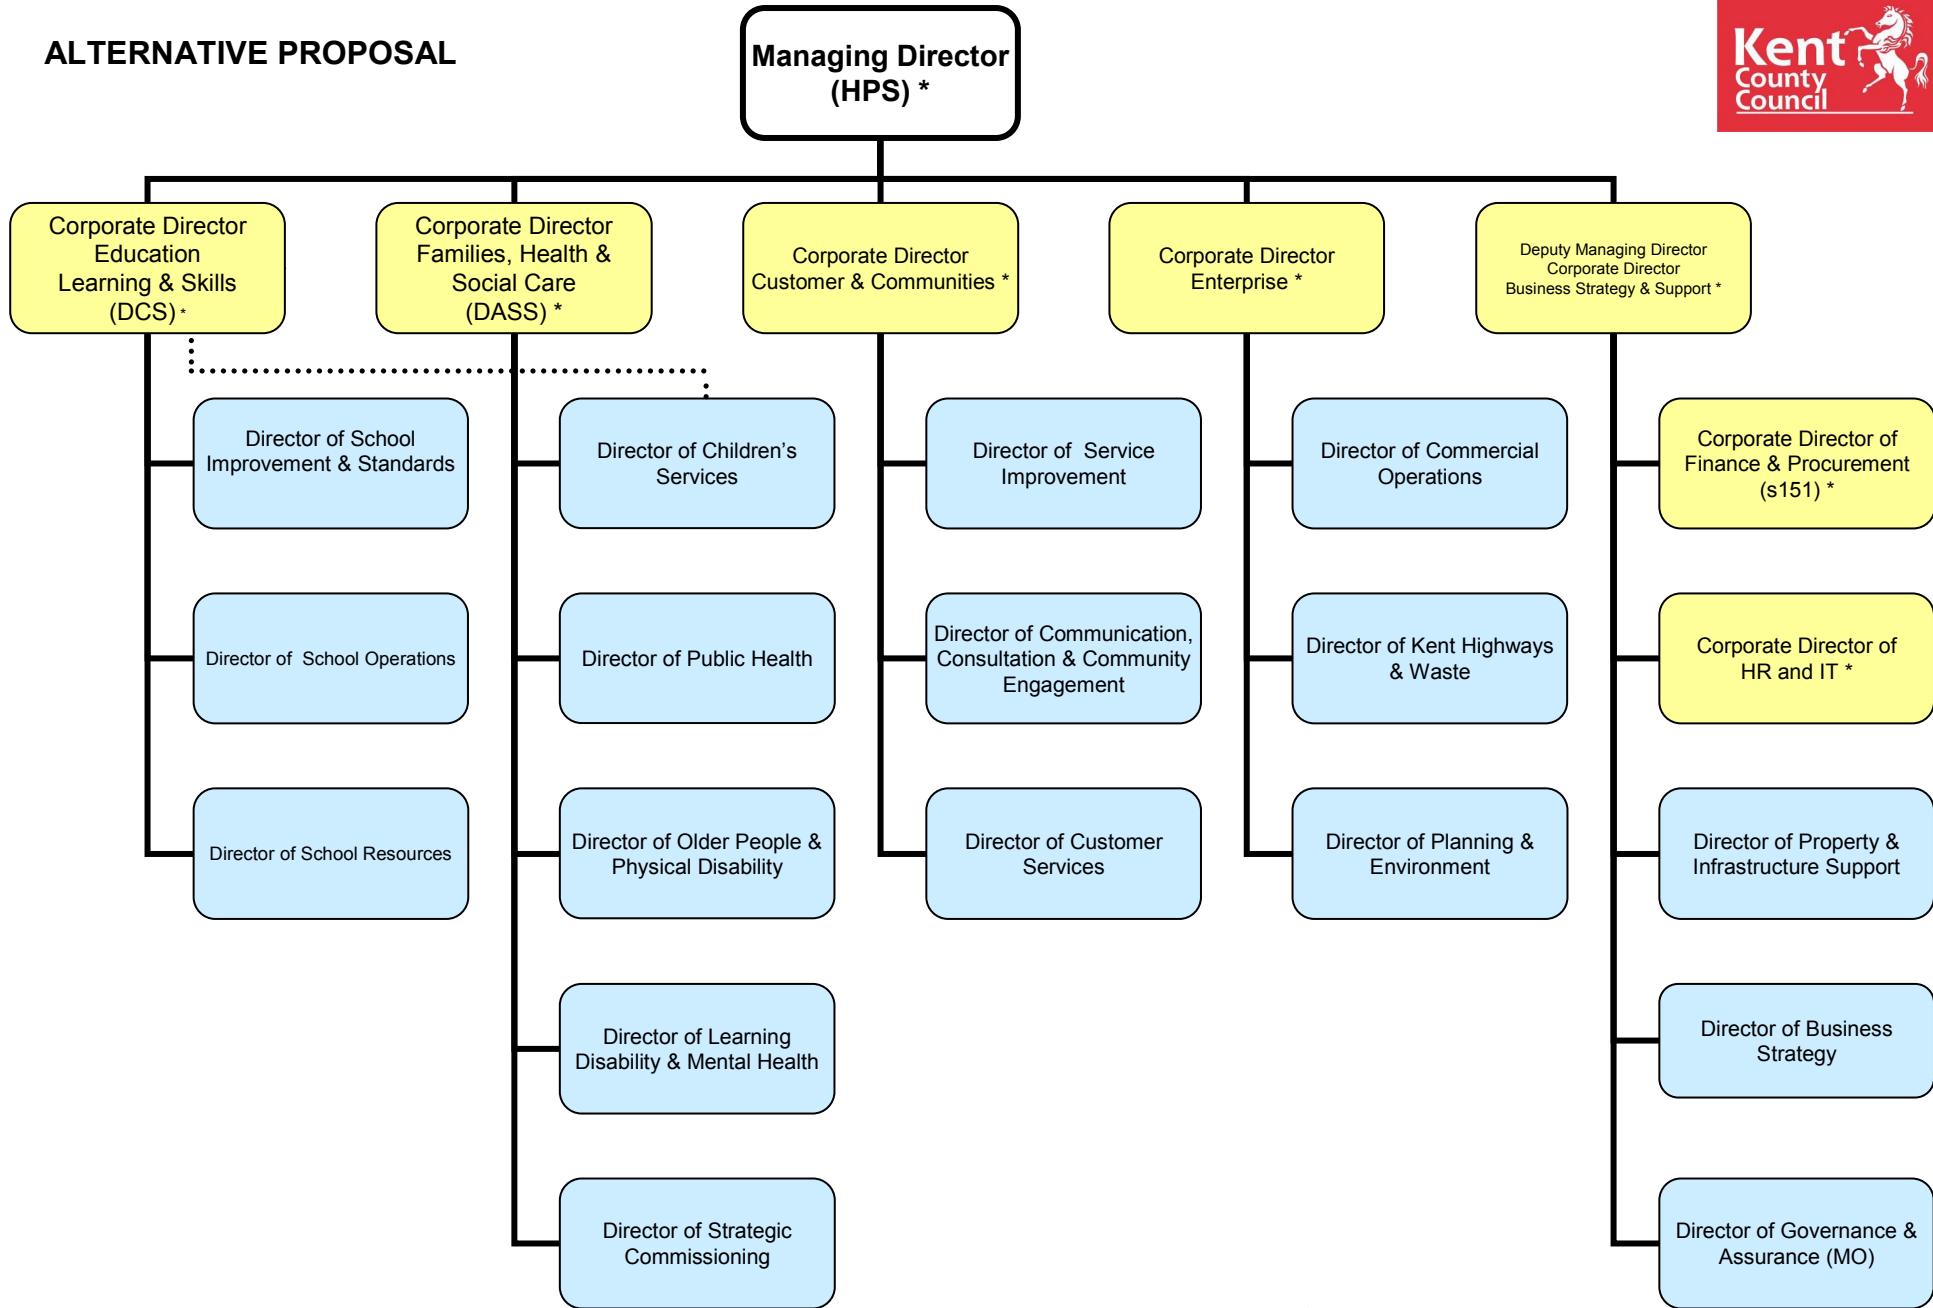 ALTERNATIVE PROPOSAL
Managing Director
(HPS) *
Kent
County
Council
Corporate Director
Education
Learning & Skills
(DCS) *
Corporate Director
Families, Health &
Social Care
(DASS) *
Corporate Director
Customer & Communities *
Corporate Director
Enterprise *
Deputy Managing Director
Corporate Director
Business Strategy & Support *
Director of School
Improvement & Standards
Director of School Operations
Director of School Resources
Director of Children’s
Services
Director of Public Health
Director of Older People &
Physical Disability
Director of Learning
Disability & Mental Health
Director of Strategic
Commissioning
Director of Service
Improvement
Director of Communication,
Consultation & Community
Engagement
Director of Customer
Services
Director of Commercial
Operations
Director of Kent Highways
& Waste
Director of Planning &
Environment
Corporate Director of
Finance & Procurement
(s151) *
Corporate Director of
HR and IT *
Director of Property &
Infrastructure Support
Director of Business
Strategy
Director of Governance &
Assurance (MO)